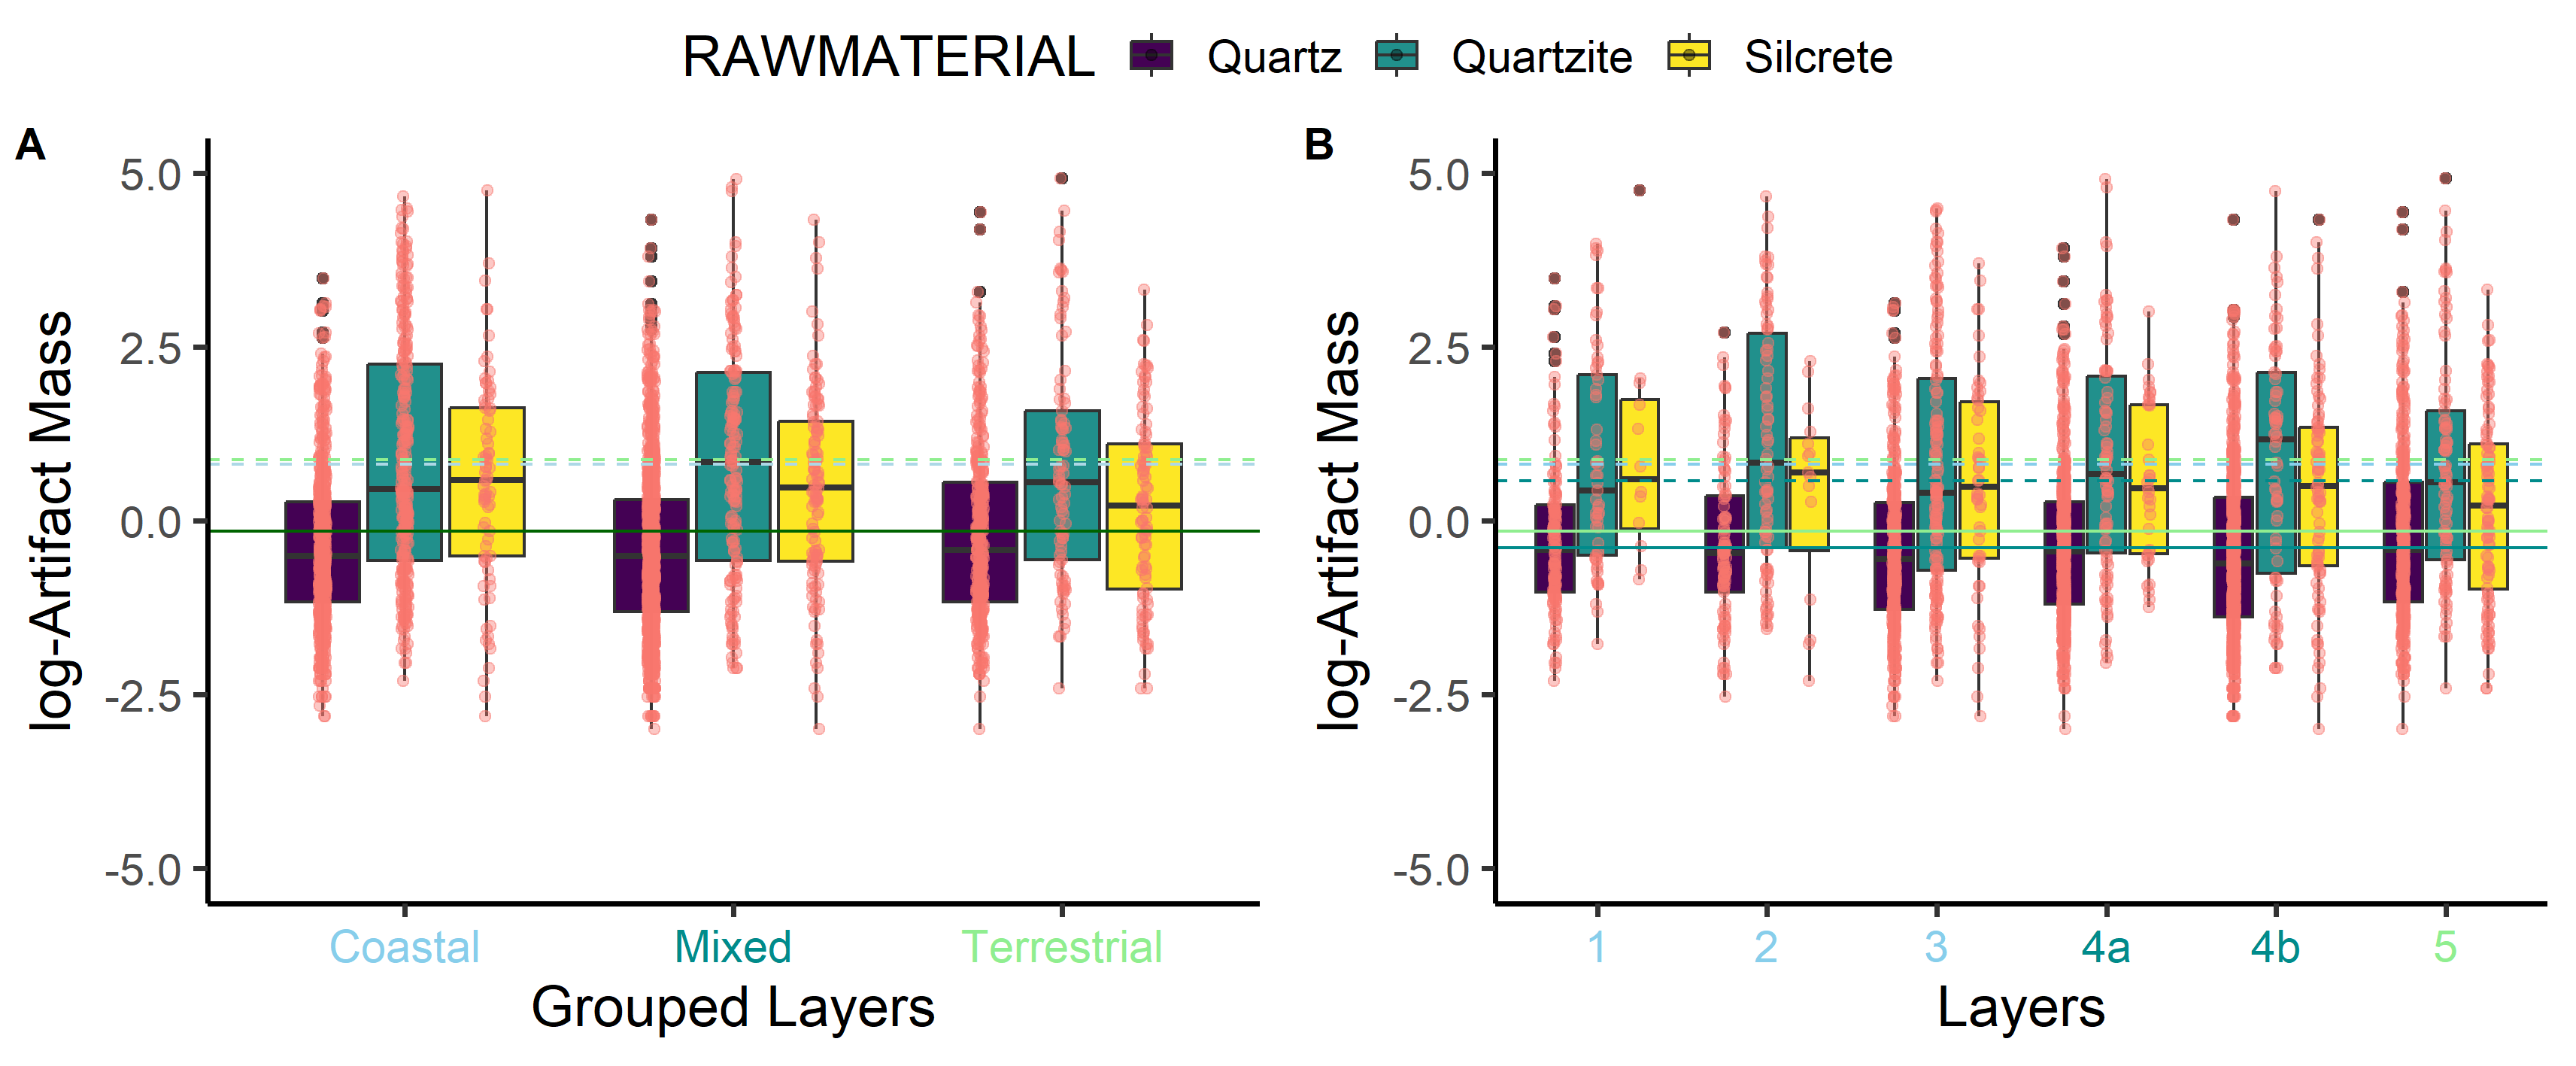 RAWMATERIAL Quartz Quartzite Silcrete
A
5.0
2.5
0.0
-2.5
-5.0
log-Artifact Mass
Coastal Mixed Terrestrial
Grouped Layers
B
5.0
2.5
0.0
-2.5
-5.0
log-Artifact Mass
1 2 3 4a 4b 5
Layers